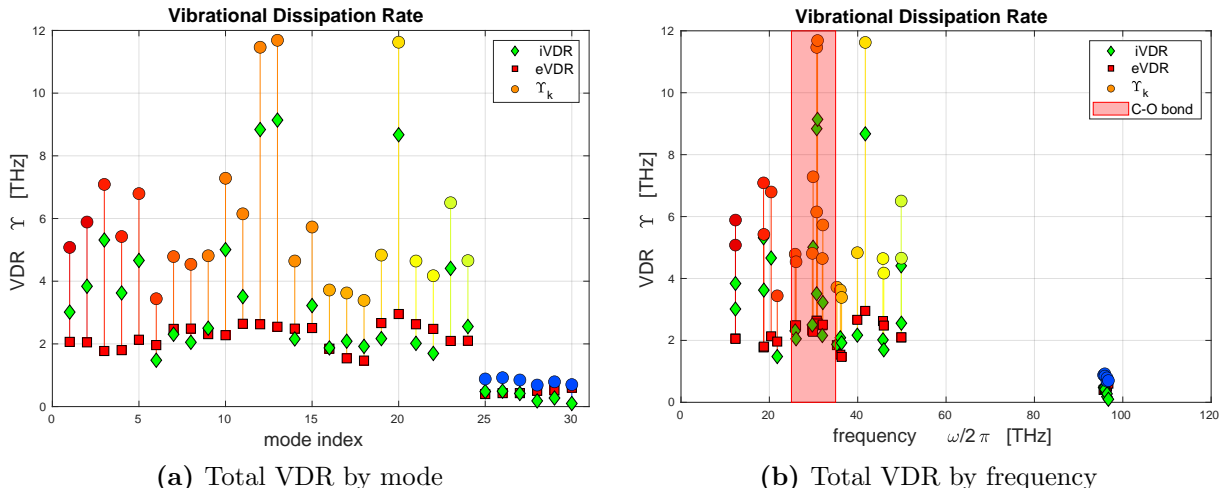 Vibrational Dissipation Rate
12
10
8
6
4
2
0
VDR ϒ [THz]
iVDR
eVDR
ϒk
0 5 10 15 20 25 30
mode index
(a) Total VDR by mode
Vibrational Dissipation Rate
12
10
8
6
4
2
0
VDR ϒ [THz]
iVDR
eVDR
ϒk
C-O bond
0 20 40 60 80 100 120
frequency ω/2 π [THz]
(b) Total VDR by frequency